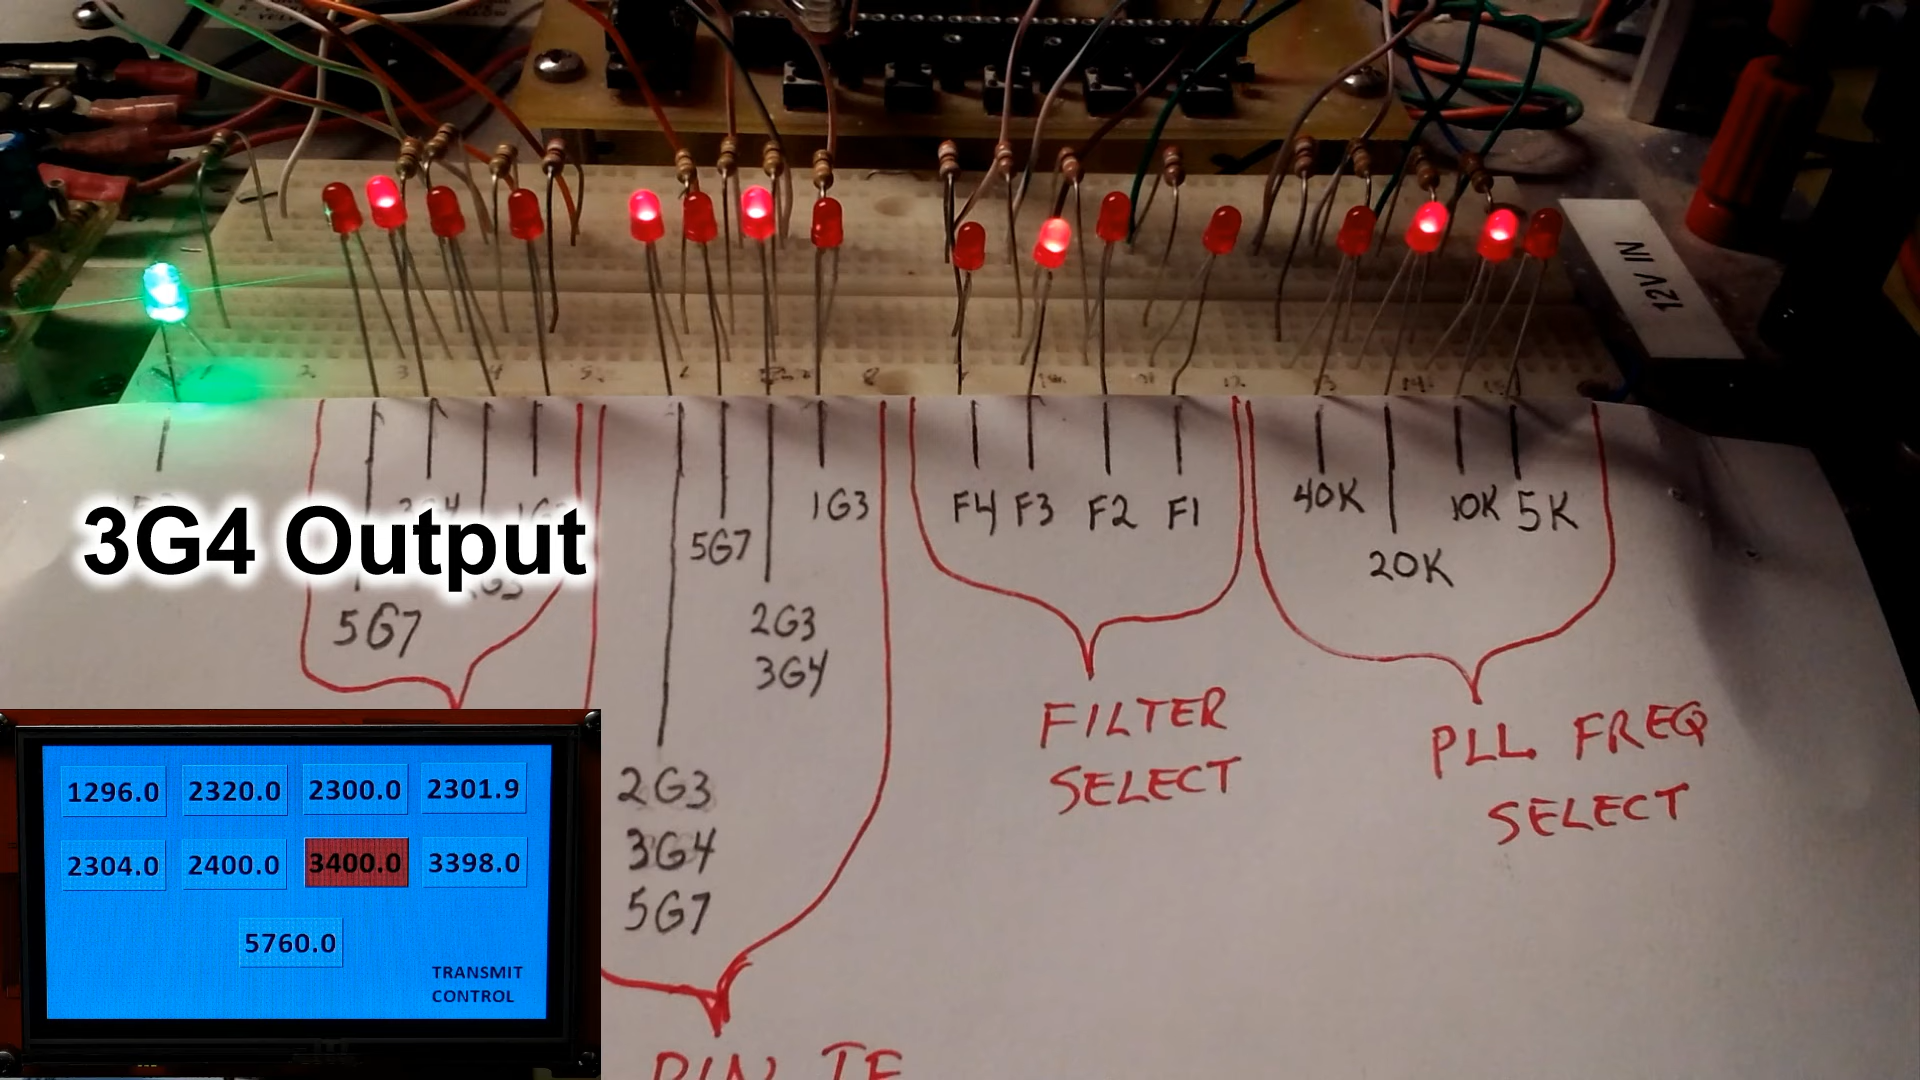 12V IN
1G3
F4 F3 F2 F1
40K
10K 5K
5G7
20K
3G4 Output
5G7
2G3
3G4
FILTER
SELECT
PLL FREQ
SELECT
2G3
3G4
5G7
1296.0 2320.0 2300.0 2301.9
2304.0 2400.0 3400.0 3398.0
5760.0
TRANSMIT
CONTROL